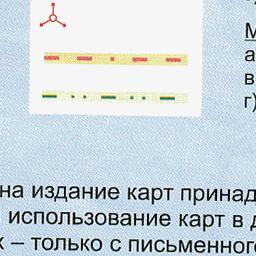 М
а
в
г)
на издание карт принад
использование карт в д
– только с письменного